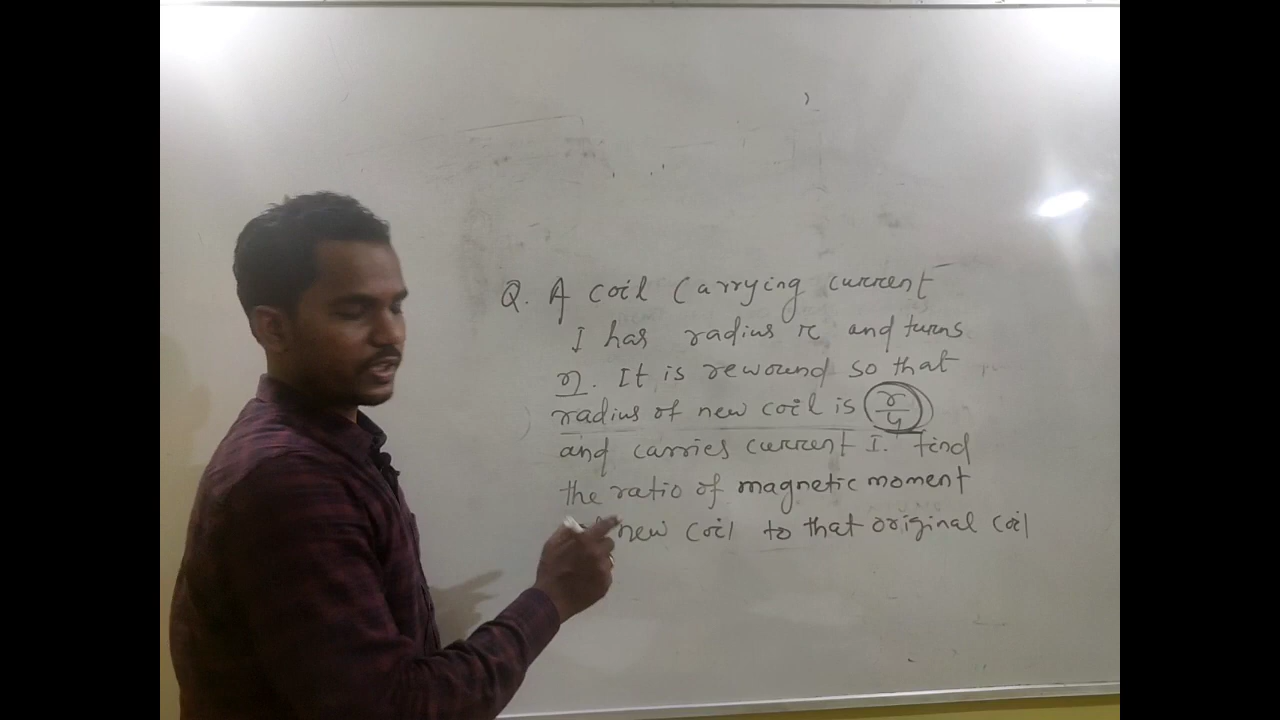 Q. A coil carrying current
I has radius r and turns
n. It is rewound so that
radius of new coil is r/4
and carries current I. find
the ratio of magnetic moment
new coil to that original coil